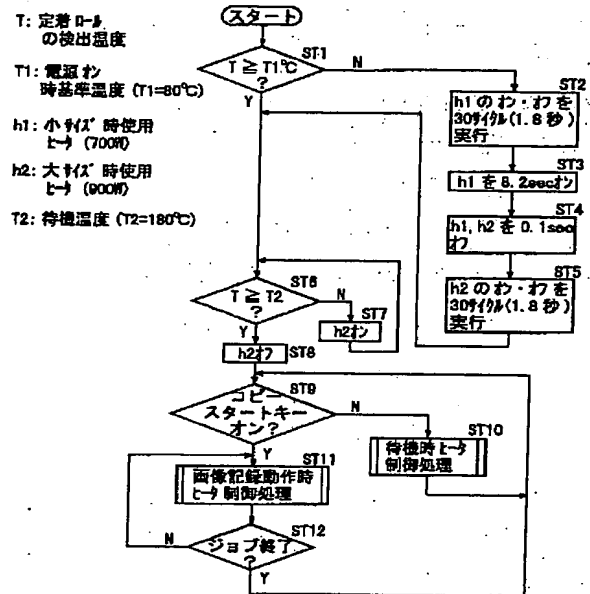 T: 定着ロール
の検出温度
T1: 電源オン
時基準温度 (T1=80℃)
h1: 小サイズ時使用
ヒータ (700W)
h2: 大サイズ時使用
ヒータ (900W)
T2: 待機温度 (T2=180℃)
スタート
ST1
T ≧ T1℃
?
N
Y
ST2
h1 のオン・オフを
30サイクル(1.8 秒)
実行
ST3
h1 を 8.2secオン
ST4
h1, h2 を 0.1sec
オフ
ST5
h2 のオン・オフを
30サイクル(1.8 秒)
実行
ST6
T ≧ T2
?
N
Y
ST7
h2オン
h2オフ
ST8
ST9
コピー
スタートキー
オン?
N
Y
ST10
待機時ヒータ
制御処理
ST11
画像記録動作時
ヒータ制御処理
ST12
ジョブ終了
?
N
Y